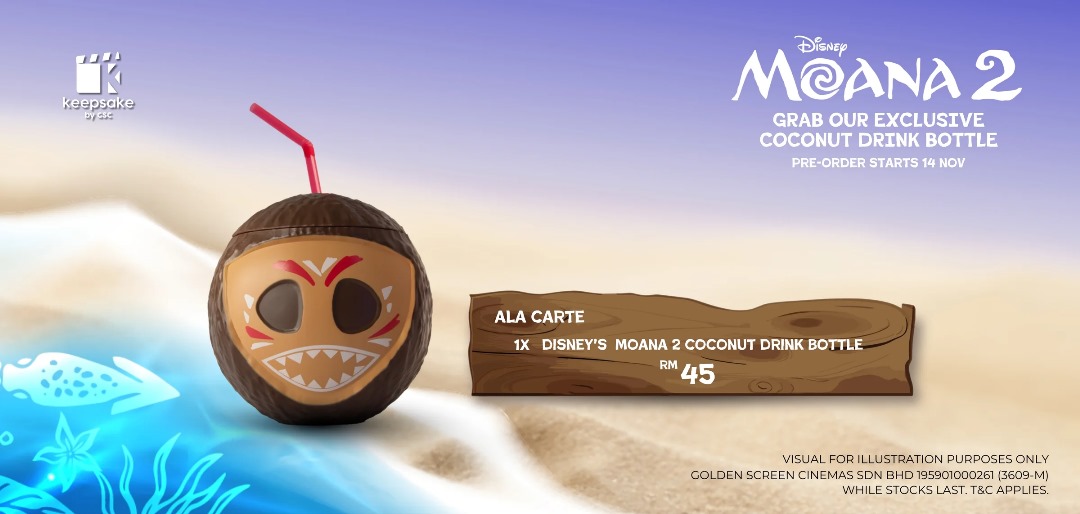 keepsake
by GSC
Disney
MOANA 2
GRAB OUR EXCLUSIVE
COCONUT DRINK BOTTLE
PRE-ORDER STARTS 14 NOV
ALA CARTE
1X DISNEY'S MOANA 2 COCONUT DRINK BOTTLE
RM 45
VISUAL FOR ILLUSTRATION PURPOSES ONLY
GOLDEN SCREEN CINEMAS SDN BHD 195901000261 (3609-M)
WHILE STOCKS LAST. T&C APPLIES.